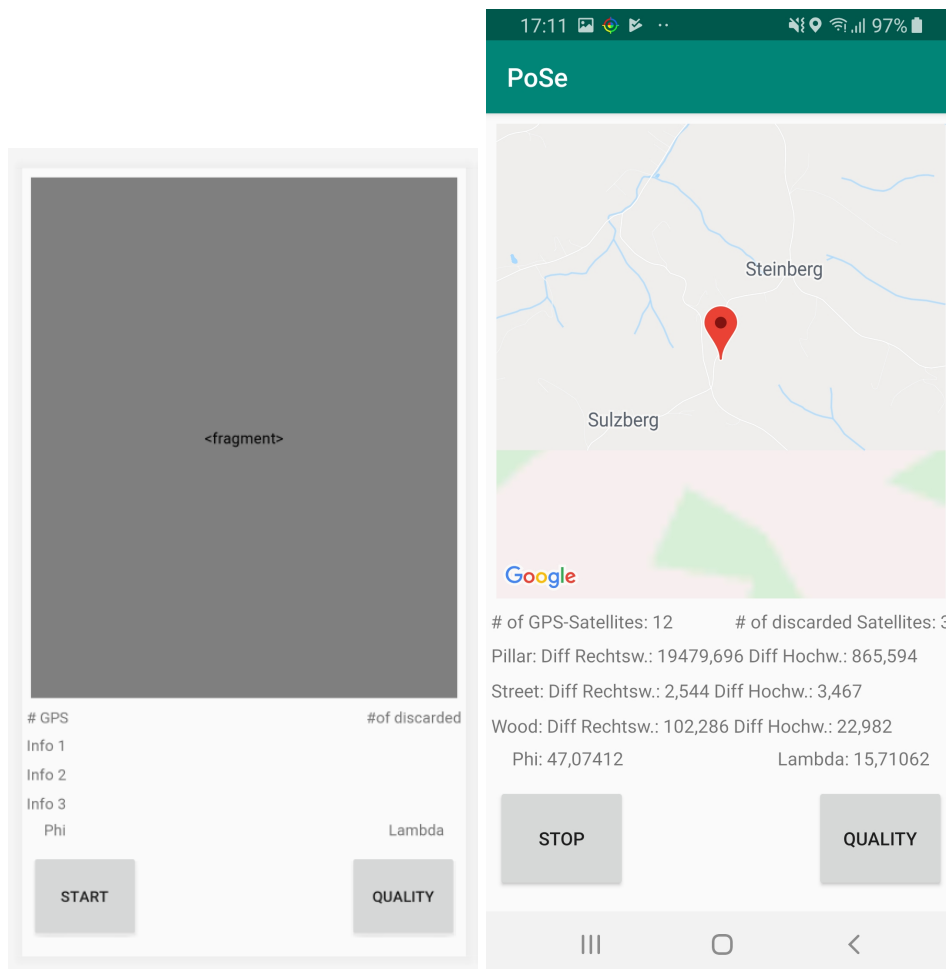 <fragment>
# GPS #of discarded
Info 1
Info 2
Info 3
Phi Lambda
START QUALITY
17:11 97%
PoSe
Steinberg
Sulzberg
Google
# of GPS-Satellites: 12 # of discarded Satellites: 3
Pillar: Diff Rechtsw.: 19479,696 Diff Hochw.: 865,594
Street: Diff Rechtsw.: 2,544 Diff Hochw.: 3,467
Wood: Diff Rechtsw.: 102,286 Diff Hochw.: 22,982
Phi: 47,07412 Lambda: 15,71062
STOP QUALITY